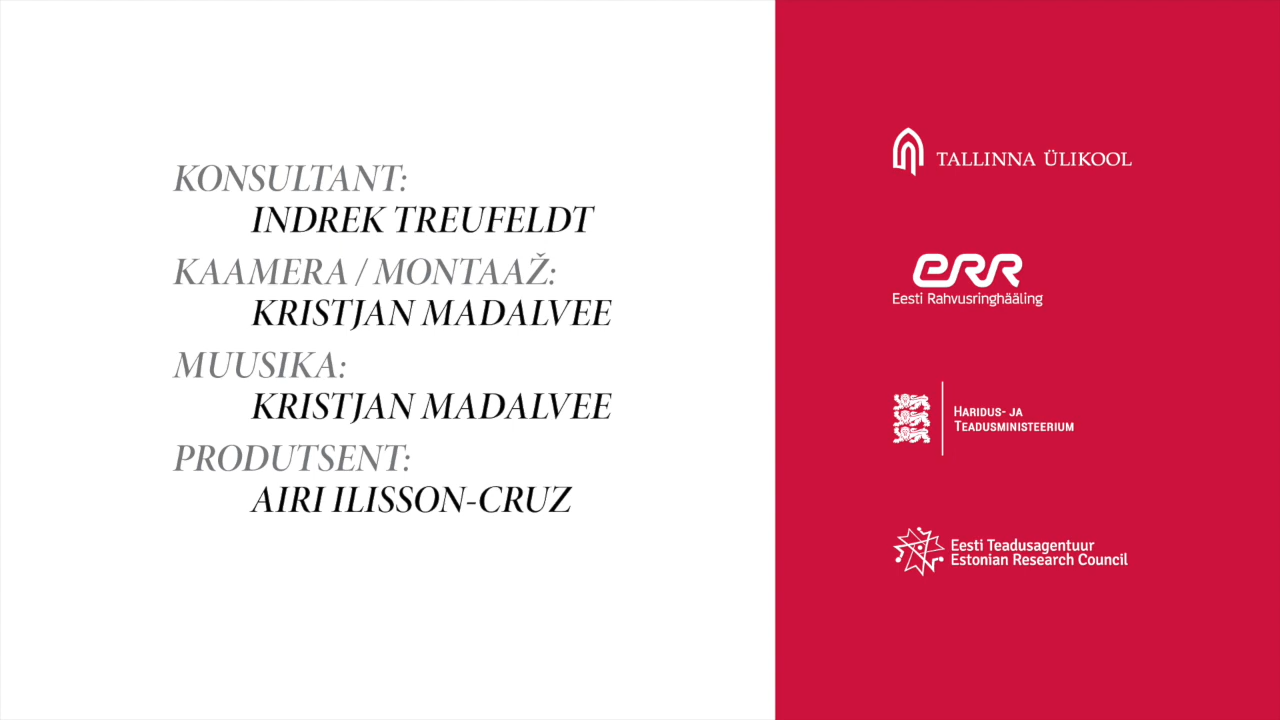 KONSULTANT:
INDREK TREUFELDT
KAAMERA / MONTAAŽ:
KRISTJAN MADALVEE
MUUSIKA:
KRISTJAN MADALVEE
PRODUTSENT:
AIRI ILISSON-CRUZ
TALLINNA ÜLIKOOL
eRR
Eesti Rahvusringhääling
HARIDUS- JA
TEADUSMINISTEERIUM
Eesti Teadusagentuur
Estonian Research Council